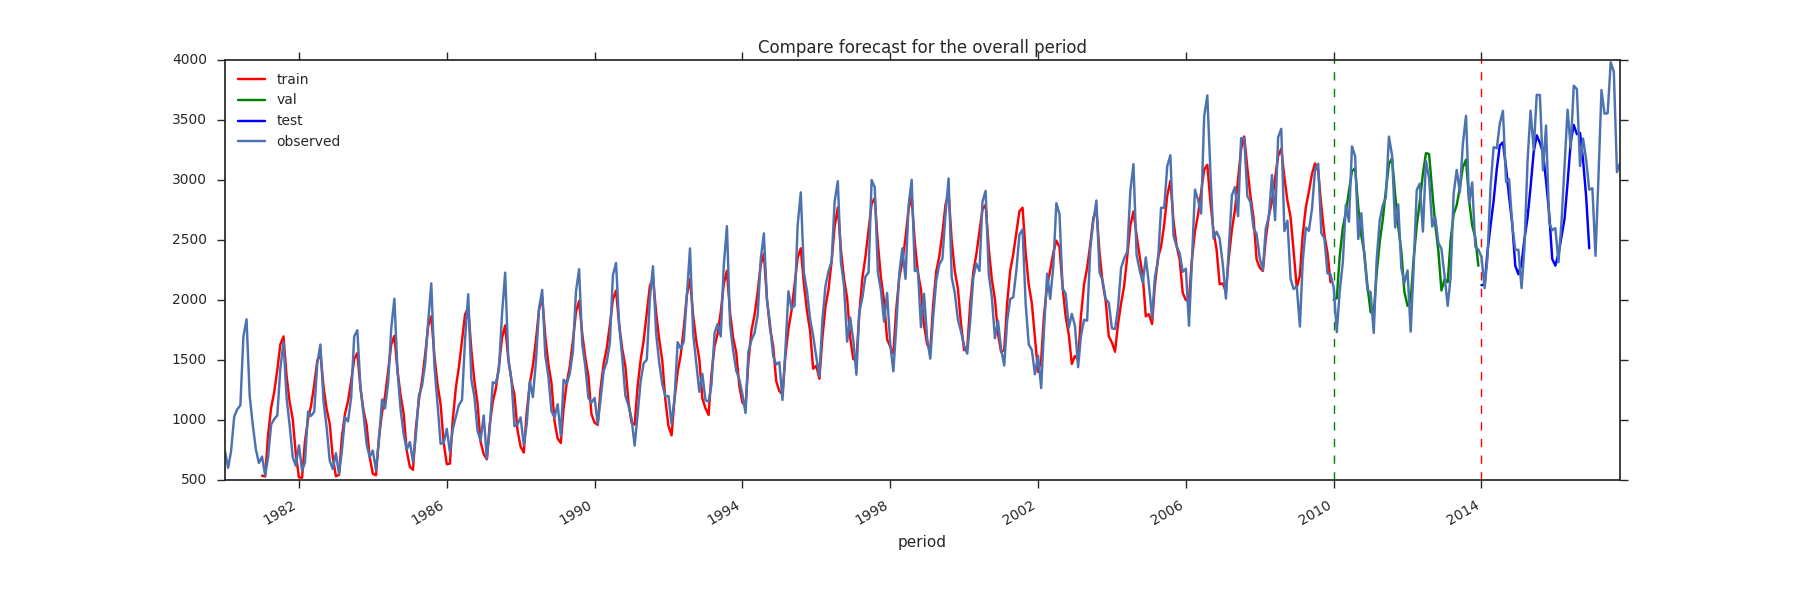 Compare forecast for the overall period
4000
3500
3000
2500
2000
1500
1000
500
train
val
test
observed
1982
1986
1990
1994
1998
2002
2006
2010
2014
period